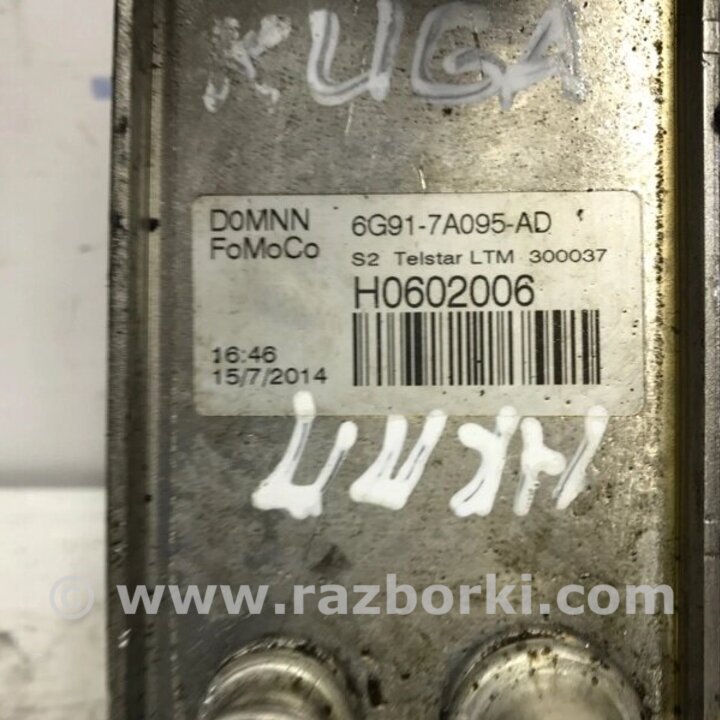 KUGA
D0MNN 6G91-7A095-AD
FoMoCo S2 Telstar LTM 300037
H0602006
16:46
15/7/2014
© www.razborki.com